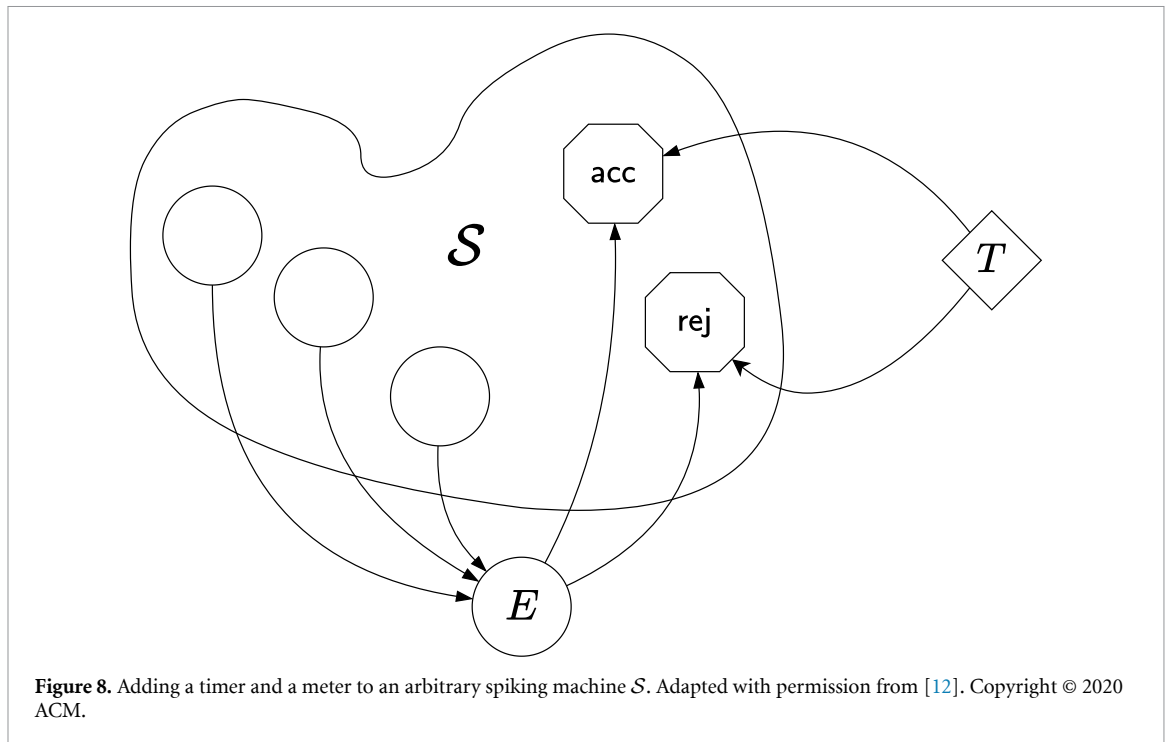 acc
S
T
rej
E
Figure 8. Adding a timer and a meter to an arbitrary spiking machine S. Adapted with permission from [12]. Copyright © 2020
ACM.